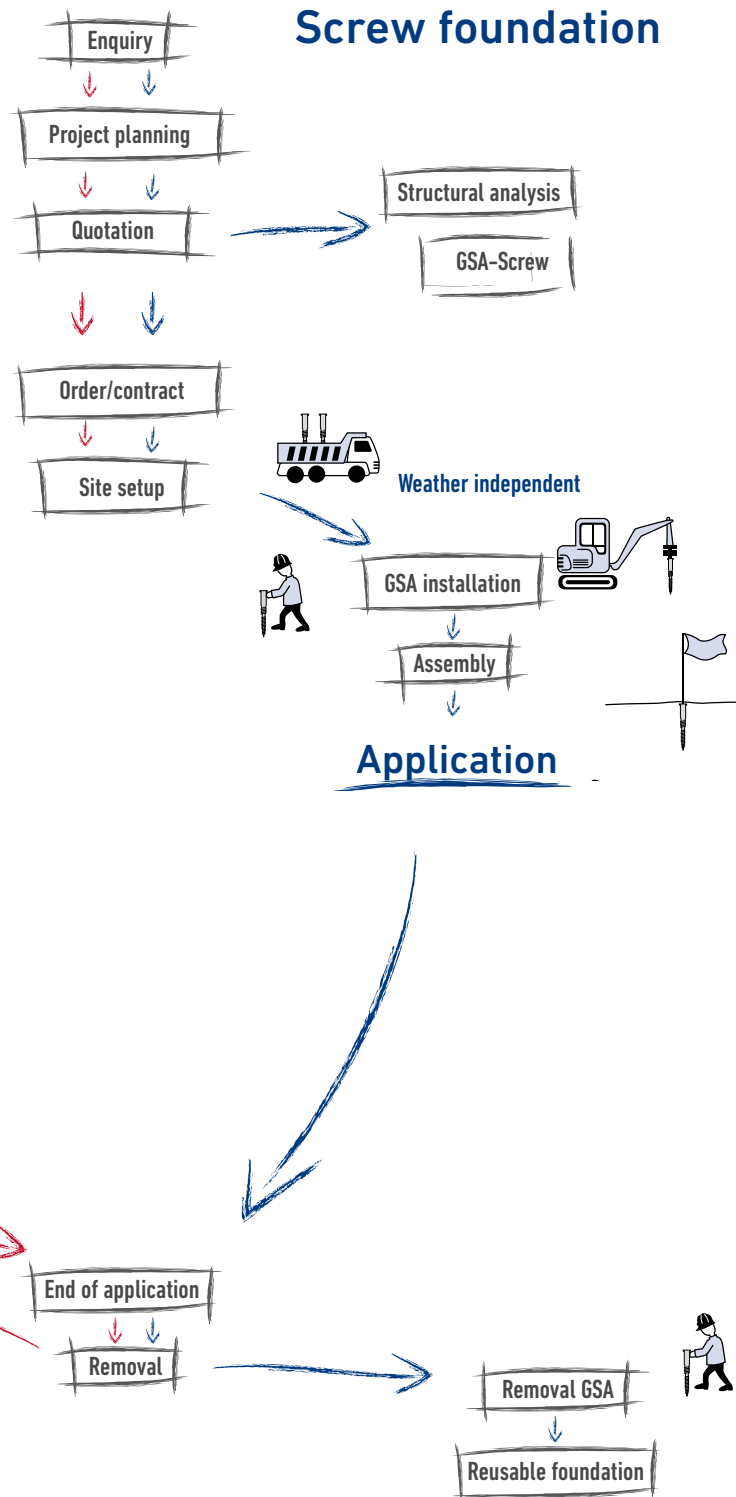 Screw foundation
Enquiry
Project planning
Quotation
Structural analysis
GSA-Screw
Order/contract
Site setup
Weather independent
GSA installation
Assembly
Application
End of application
Removal
Removal GSA
Reusable foundation